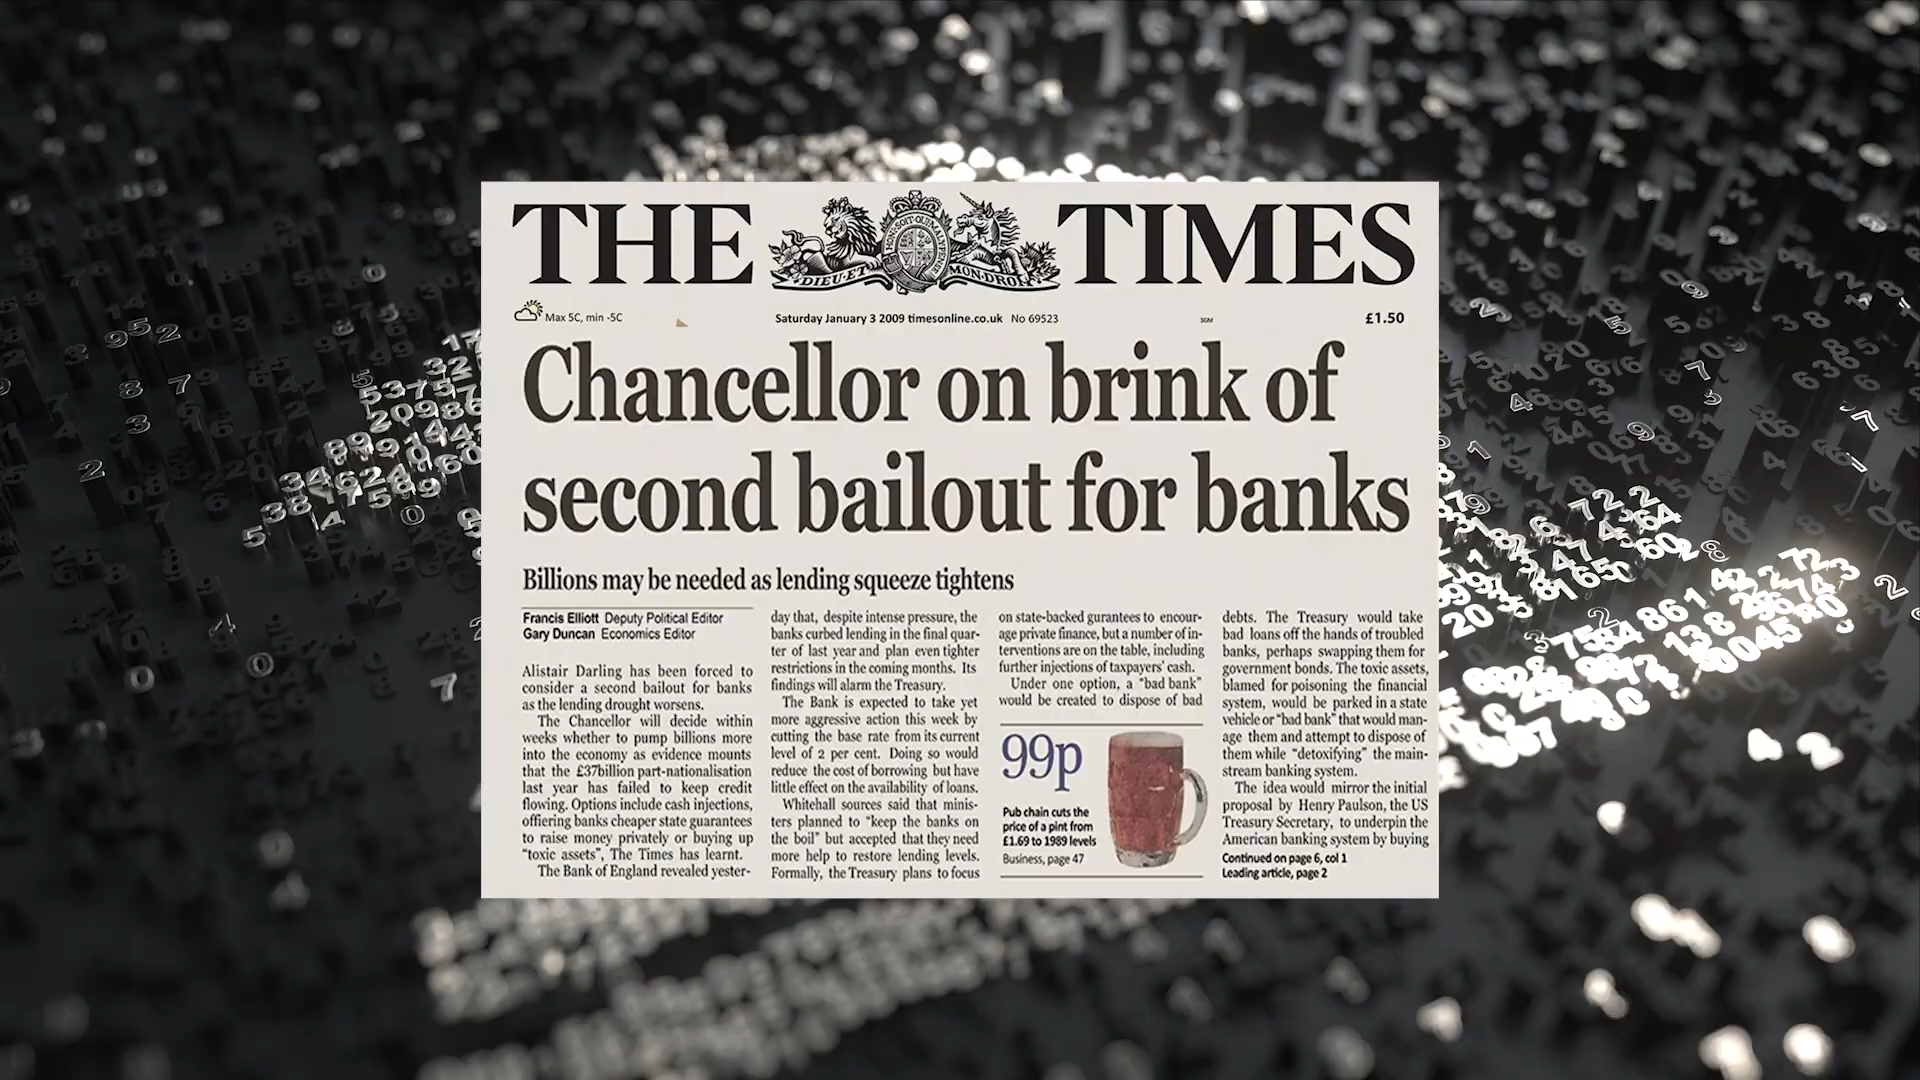 THE TIMES
DIEU·ET MON·DROIT
Max 5C, min -5C
Saturday January 3 2009 timesonline.co.uk No 69523
3GM
£1.50
Chancellor on brink of
second bailout for banks
Billions may be needed as lending squeeze tightens
Francis Elliott Deputy Political Editor
Gary Duncan Economics Editor
Alistair Darling has been forced to
consider a second bailout for banks
as the lending drought worsens.
The Chancellor will decide within
weeks whether to pump billions more
into the economy as evidence mounts
that the £37billion part-nationalisation
last year has failed to keep credit
flowing. Options include cash injections,
offiering banks cheaper state guarantees
to raise money privately or buying up
“toxic assets”, The Times has learnt.
The Bank of England revealed yester-
day that, despite intense pressure, the
banks curbed lending in the final quar-
ter of last year and plan even tighter
restrictions in the coming months. Its
findings will alarm the Treasury.
The Bank is expected to take yet
more aggressive action this week by
cutting the base rate from its current
level of 2 per cent. Doing so would
reduce the cost of borrowing but have
little effect on the availability of loans.
Whitehall sources said that minis-
ters planned to “keep the banks on
the boil” but accepted that they need
more help to restore lending levels.
Formally, the Treasury plans to focus
on state-backed gurantees to encour-
age private finance, but a number of in-
terventions are on the table, including
further injections of taxpayers’ cash.
Under one option, a “bad bank”
would be created to dispose of bad
99p
Pub chain cuts the
price of a pint from
£1.69 to 1989 levels
Business, page 47
debts. The Treasury would take
bad loans off the hands of troubled
banks, perhaps swapping them for
government bonds. The toxic assets,
blamed for poisoning the financial
system, would be parked in a state
vehicle or “bad bank” that would man-
age them and attempt to dispose of
them while “detoxifying” the main-
stream banking system.
The idea would mirror the initial
proposal by Henry Paulson, the US
Treasury Secretary, to underpin the
American banking system by buying
Continued on page 6, col 1
Leading article, page 2